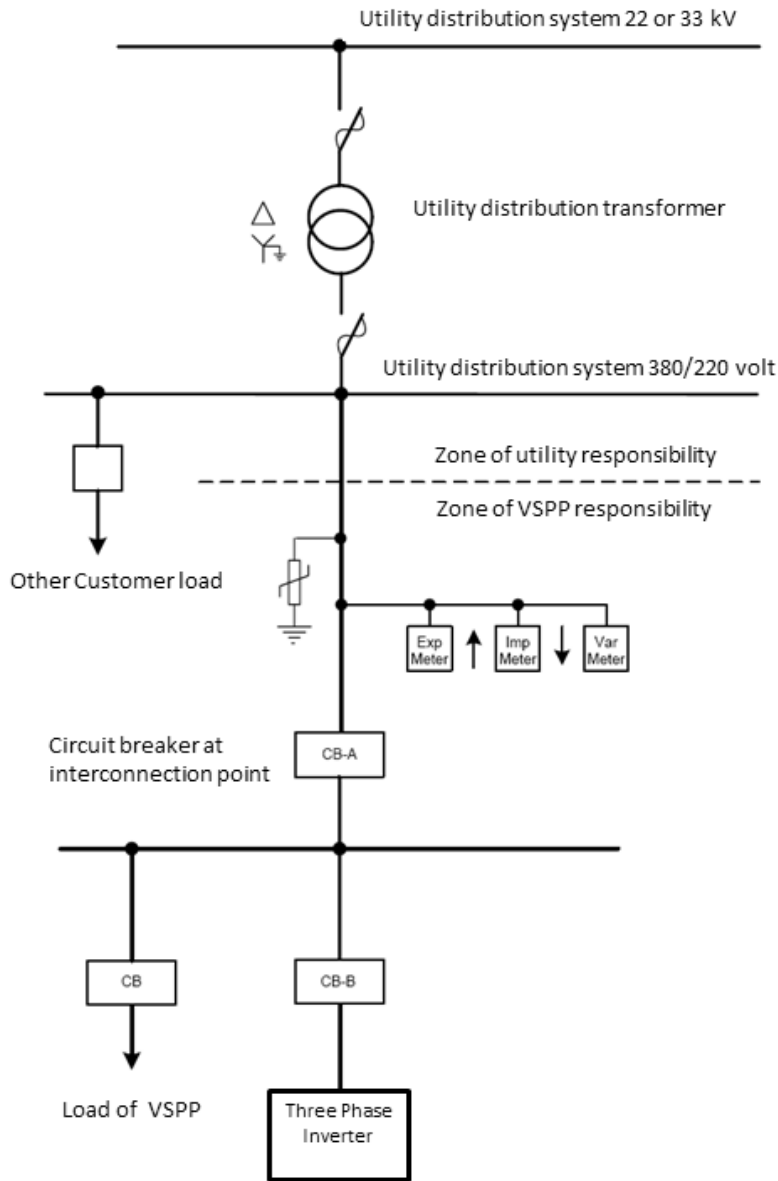 Utility distribution system 22 or 33 kV
Utility distribution transformer
Utility distribution system 380/220 volt
Zone of utility responsibility
Zone of VSPP responsibility
Other Customer load
Exp
Meter
Imp
Meter
Var
Meter
Circuit breaker at
interconnection point
CB-A
CB
CB-B
Load of VSPP
Three Phase
Inverter